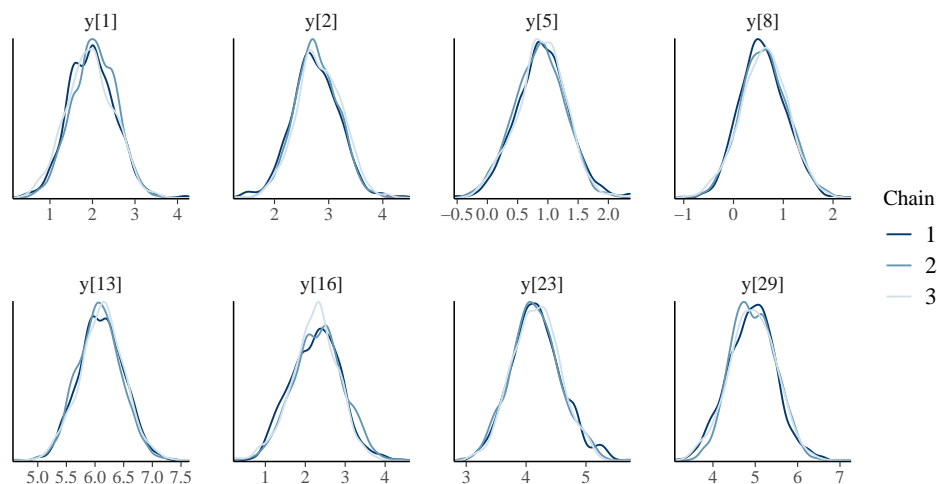 y[1] y[2] y[5] y[8]
1 2 3 4 2 3 4 −0.5 0.0 0.5 1.0 1.5 2.0 −1 0 1 2
Chain
1
2
3
y[13] y[16] y[23] y[29]
5.0 5.5 6.0 6.5 7.0 7.5 1 2 3 4 3 4 5 4 5 6 7